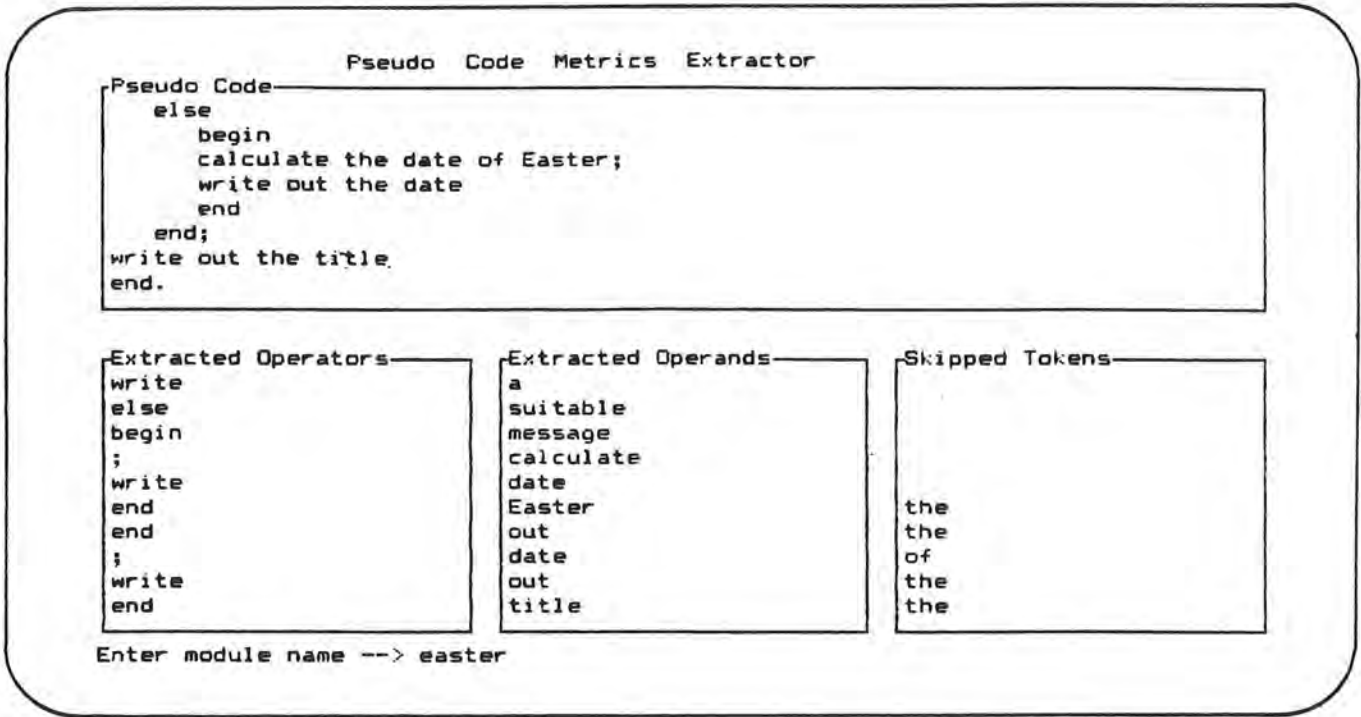 Pseudo Code Metrics Extractor
Pseudo Code
else
begin
calculate the date of Easter;
write out the date
end
end;
write out the title
end.
Extracted Operators
write
else
begin
;
write
end
end
;
write
end
Extracted Operands
a
suitable
message
calculate
date
Easter
out
date
out
title
Skipped Tokens
the
the
of
the
the
Enter module name --> easter